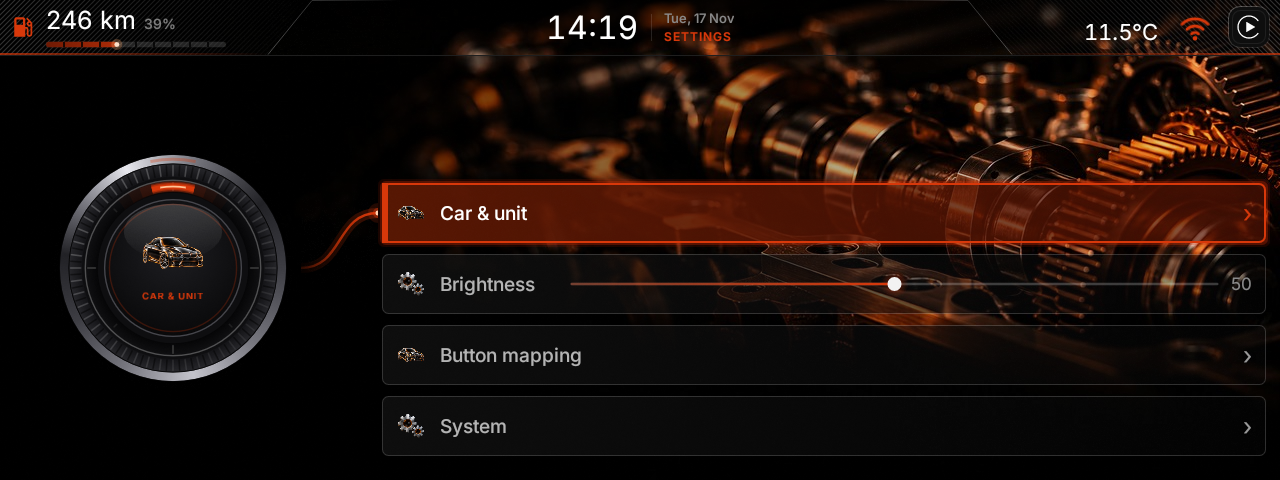 246 km 39%
14:19
Tue, 17 Nov
SETTINGS
11.5°C
Car & unit
CAR & UNIT
Brightness 50
Button mapping
System